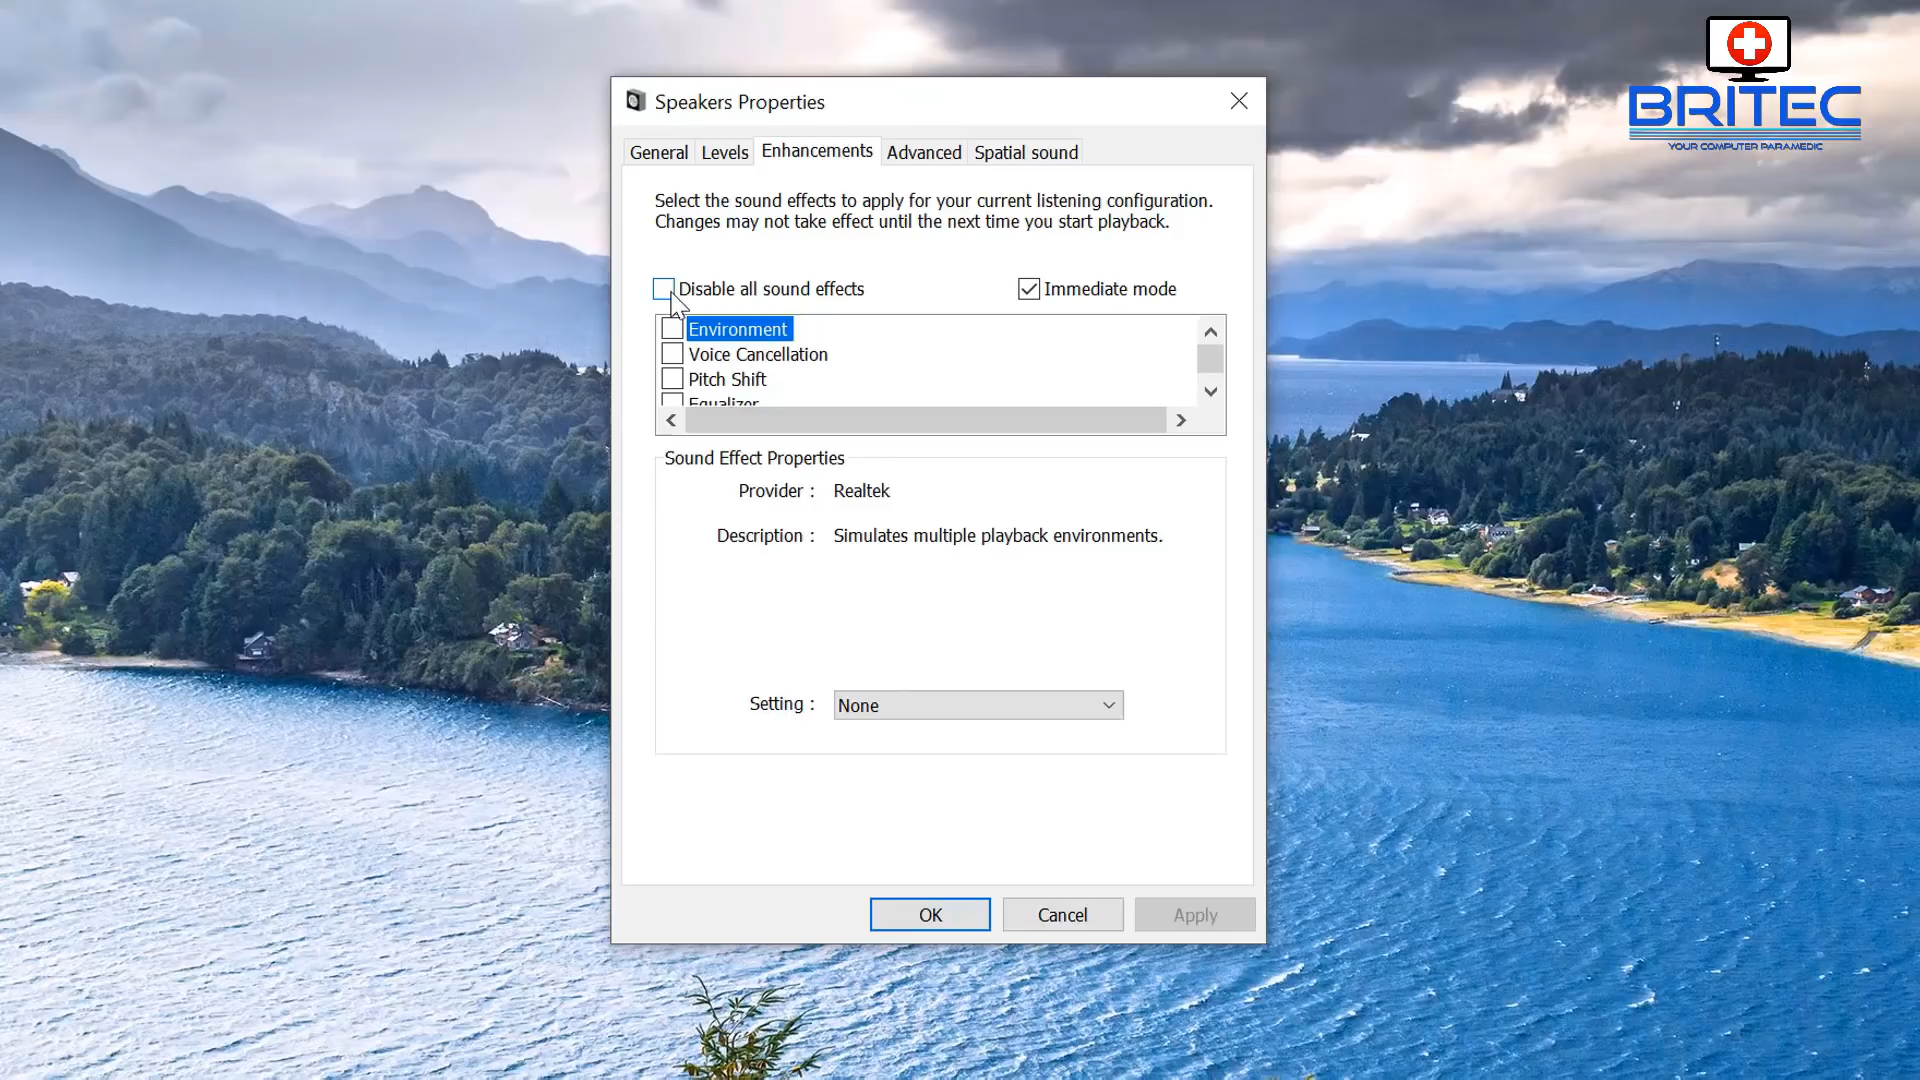 BRITEC
YOUR COMPUTER PARAMEDIC
Speakers Properties
General Levels Enhancements Advanced Spatial sound
Select the sound effects to apply for your current listening configuration.
Changes may not take effect until the next time you start playback.
Disable all sound effects Immediate mode
Environment
Voice Cancellation
Pitch Shift
Equalizer
Sound Effect Properties
Provider : Realtek
Description : Simulates multiple playback environments.
Setting : None
OK Cancel Apply